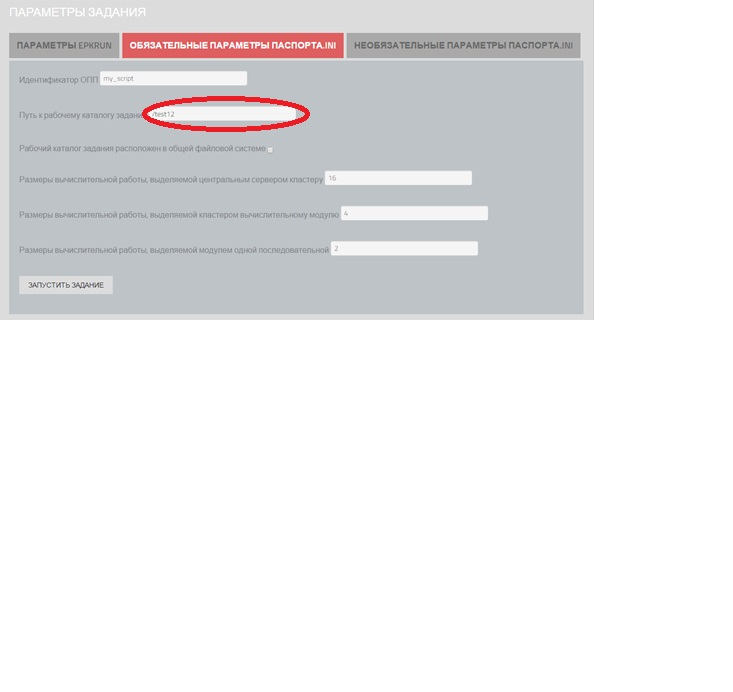 ПАРАМЕТРЫ ЗАДАНИЯ
ПАРАМЕТРЫ EPKRUN ОБЯЗАТЕЛЬНЫЕ ПАРАМЕТРЫ ПАСПОРТА.INI НЕОБЯЗАТЕЛЬНЫЕ ПАРАМЕТРЫ ПАСПОРТА.INI
Идентификатор ОПП my_script
Путь к рабочему каталогу задани /test12
Рабочий каталог задания расположен в общей файловой системе
Размеры вычислительной работы, выделяемой центральным сервером кластеру 16
Размеры вычислительной работы, выделяемой кластером вычислительному модулю 4
Размеры вычислительной работы, выделяемой модулем одной последовательной 2
ЗАПУСТИТЬ ЗАДАНИЕ